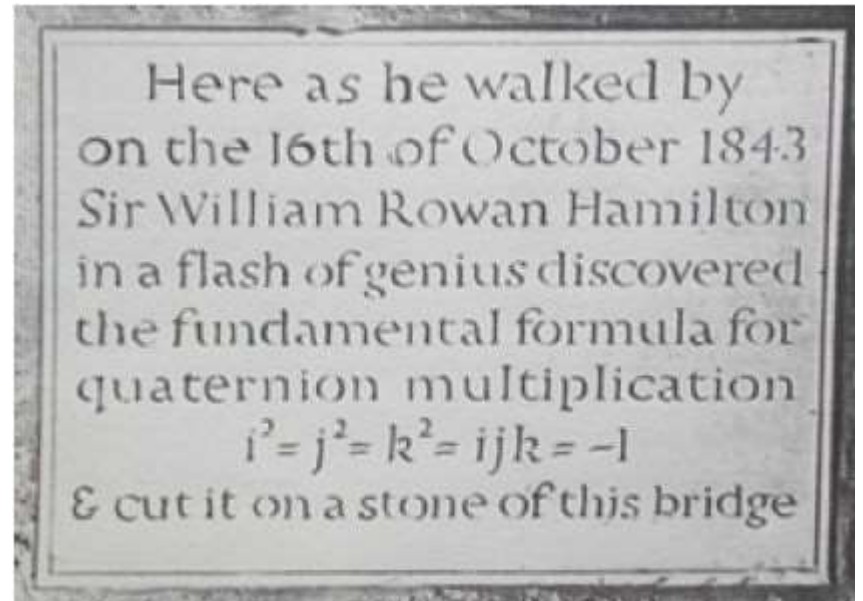 Here as he walked by
on the 16th of October 1843
Sir William Rowan Hamilton
in a flash of genius discovered
the fundamental formula for
quaternion multiplication
i² = j² = k² = ijk = −1
& cut it on a stone of this bridge